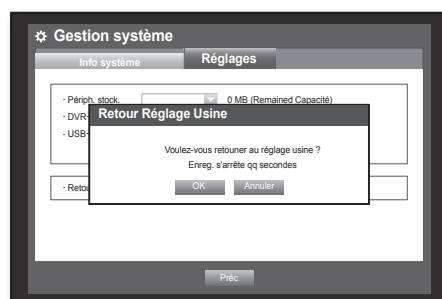 Gestion système
Info système
Réglages
· Périph. stock.
0 MB (Remained Capacité)
· DVR
· USB
Retour Réglage Usine
Voulez-vous retouner au réglage usine ?
Enreg. s'arrête qq secondes
OK
Annuler
· Retou
Préc